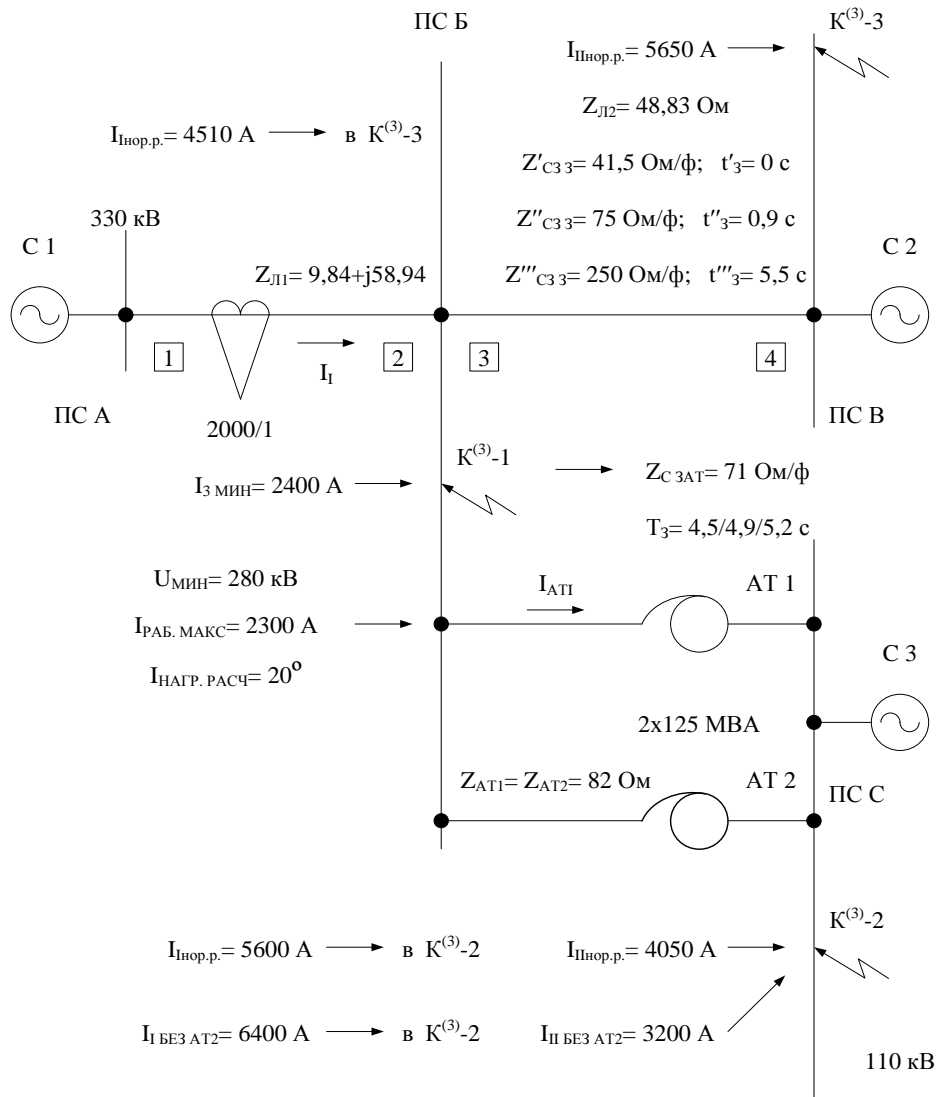 ПС Б
К(3)-3
IIIнор.р.= 5650 А
ZЛ2= 48,83 Ом
IIнор.р.= 4510 А в К(3)-3
Z′СЗ 3= 41,5 Ом/ф; t′З= 0 с
330 кВ
Z′′СЗ 3= 75 Ом/ф; t′′З= 0,9 с
С 1
С 2
ZЛ1= 9,84+j58,94
Z′′′СЗ 3= 250 Ом/ф; t′′′З= 5,5 с
1
2
3
4
II
ПС А
ПС В
2000/1
К(3)-1
ZС ЗАТ= 71 Ом/ф
IЗ МИН= 2400 А
TЗ= 4,5/4,9/5,2 с
UМИН= 280 кВ
IАТI
АТ 1
IРАБ. МАКС= 2300 А
С 3
IНАГР. РАСЧ= 20о
2х125 МВА
ZАТ1= ZАТ2= 82 Ом
АТ 2
ПС С
К(3)-2
IIнор.р.= 5600 А в К(3)-2
IIIнор.р.= 4050 А
II БЕЗ АТ2= 6400 А в К(3)-2
III БЕЗ АТ2= 3200 А
110 кВ